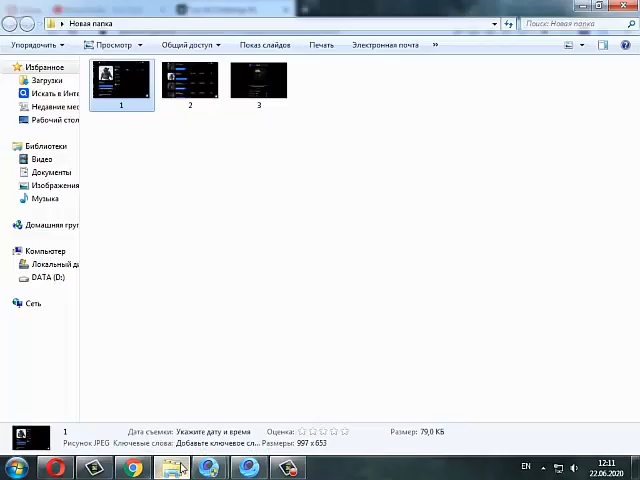 Новая папка
Поиск: Новая папка
Упорядочить
Просмотр
Общий доступ
Показ слайдов
Печать
Электронная почта
»
Избранное
Загрузки
Искать в Инте
Недавние мес
Рабочий стол
Библиотеки
Видео
Документы
Изображения
Музыка
Домашняя груп
Компьютер
Локальный ди
DATA (D:)
Сеть
1
2
3
1
Дата съемки: Укажите дату и время
Оценка:
Размер: 79,0 КБ
Рисунок JPEG
Ключевые слова: Добавьте ключевое сл...
Размеры: 997 x 653
EN
12:11
22.06.2020